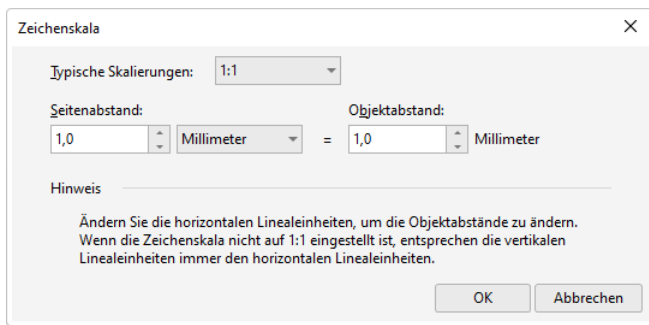 Zeichenskala
Typische Skalierungen: 1:1
Seitenabstand: Objektabstand:
1,0 Millimeter = 1,0 Millimeter
Hinweis
Ändern Sie die horizontalen Linealeinheiten, um die Objektabstände zu ändern.
Wenn die Zeichenskala nicht auf 1:1 eingestellt ist, entsprechen die vertikalen
Linealeinheiten immer den horizontalen Linealeinheiten.
OK Abbrechen